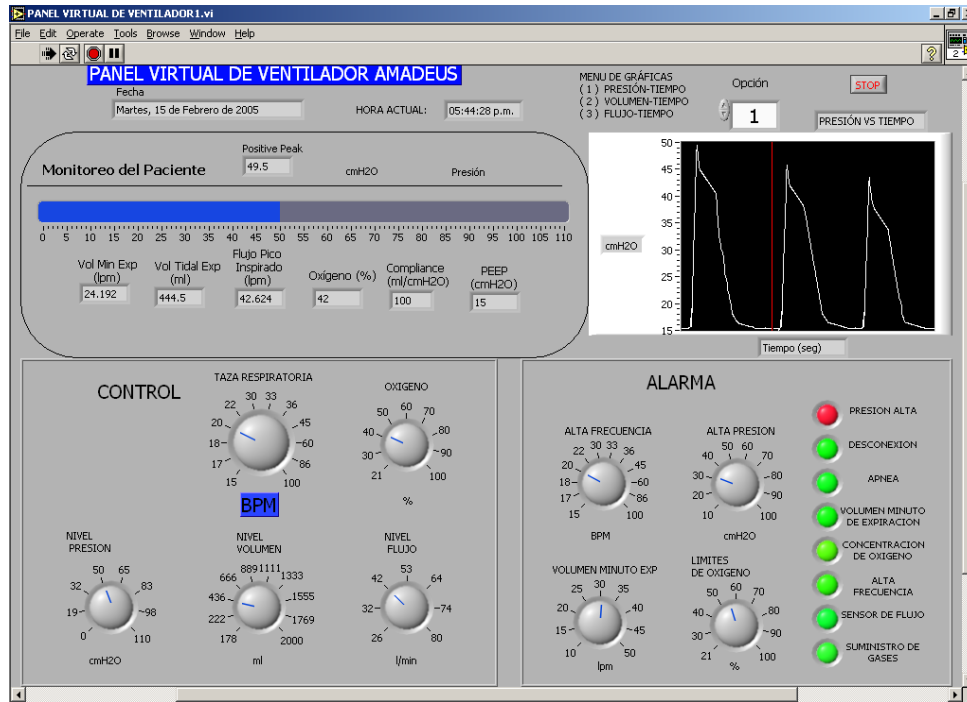 PANEL VIRTUAL DE VENTILADOR1.vi
File Edit Operate Tools Browse Window Help
PANEL VIRTUAL DE VENTILADOR AMADEUS
Fecha
Martes, 15 de Febrero de 2005
HORA ACTUAL: 05:44:28 p.m.
MENU DE GRÁFICAS
( 1 ) PRESIÓN-TIEMPO
( 2 ) VOLUMEN-TIEMPO
( 3 ) FLUJO-TIEMPO
Opción
1
STOP
PRESIÓN VS TIEMPO
Monitoreo del Paciente
Positive Peak
49.5
cmH2O
Presión
0 5 10 15 20 25 30 35 40 45 50 55 60 65 70 75 80 85 90 95 100 105 110
Vol Min Exp
(lpm)
24.192
Vol Tidal Exp
(ml)
444.5
Flujo Pico
Inspirado
(lpm)
42.624
Oxígeno (%)
42
Compliance
(ml/cmH2O)
100
PEEP
(cmH2O)
15
cmH2O
50
45
40
35
30
25
20
15
Tiempo (seg)
CONTROL
TAZA RESPIRATORIA
15 17 18 20 22 30 33 36 45 60 86 100
BPM
OXIGENO
21 30 40 50 60 70 80 90 100
%
NIVEL
PRESION
0 19 32 50 65 83 98 110
cmH2O
NIVEL
VOLUMEN
178 222 436 666 889 1111 1333 1555 1769 2000
ml
NIVEL
FLUJO
26 32 42 53 64 74 80
l/min
ALARMA
ALTA FRECUENCIA
15 17 18 20 22 30 33 36 45 60 86 100
BPM
ALTA PRESION
10 20 30 40 50 60 70 80 90 100
cmH2O
VOLUMEN MINUTO EXP
10 15 20 25 30 35 40 45 50
lpm
LIMITES
DE OXIGENO
21 30 40 50 60 70 80 90 100
%
PRESION ALTA
DESCONEXION
APNEA
VOLUMEN MINUTO
DE EXPIRACION
CONCENTRACION
DE OXIGENO
ALTA
FRECUENCIA
SENSOR DE FLUJO
SUMINISTRO DE
GASES